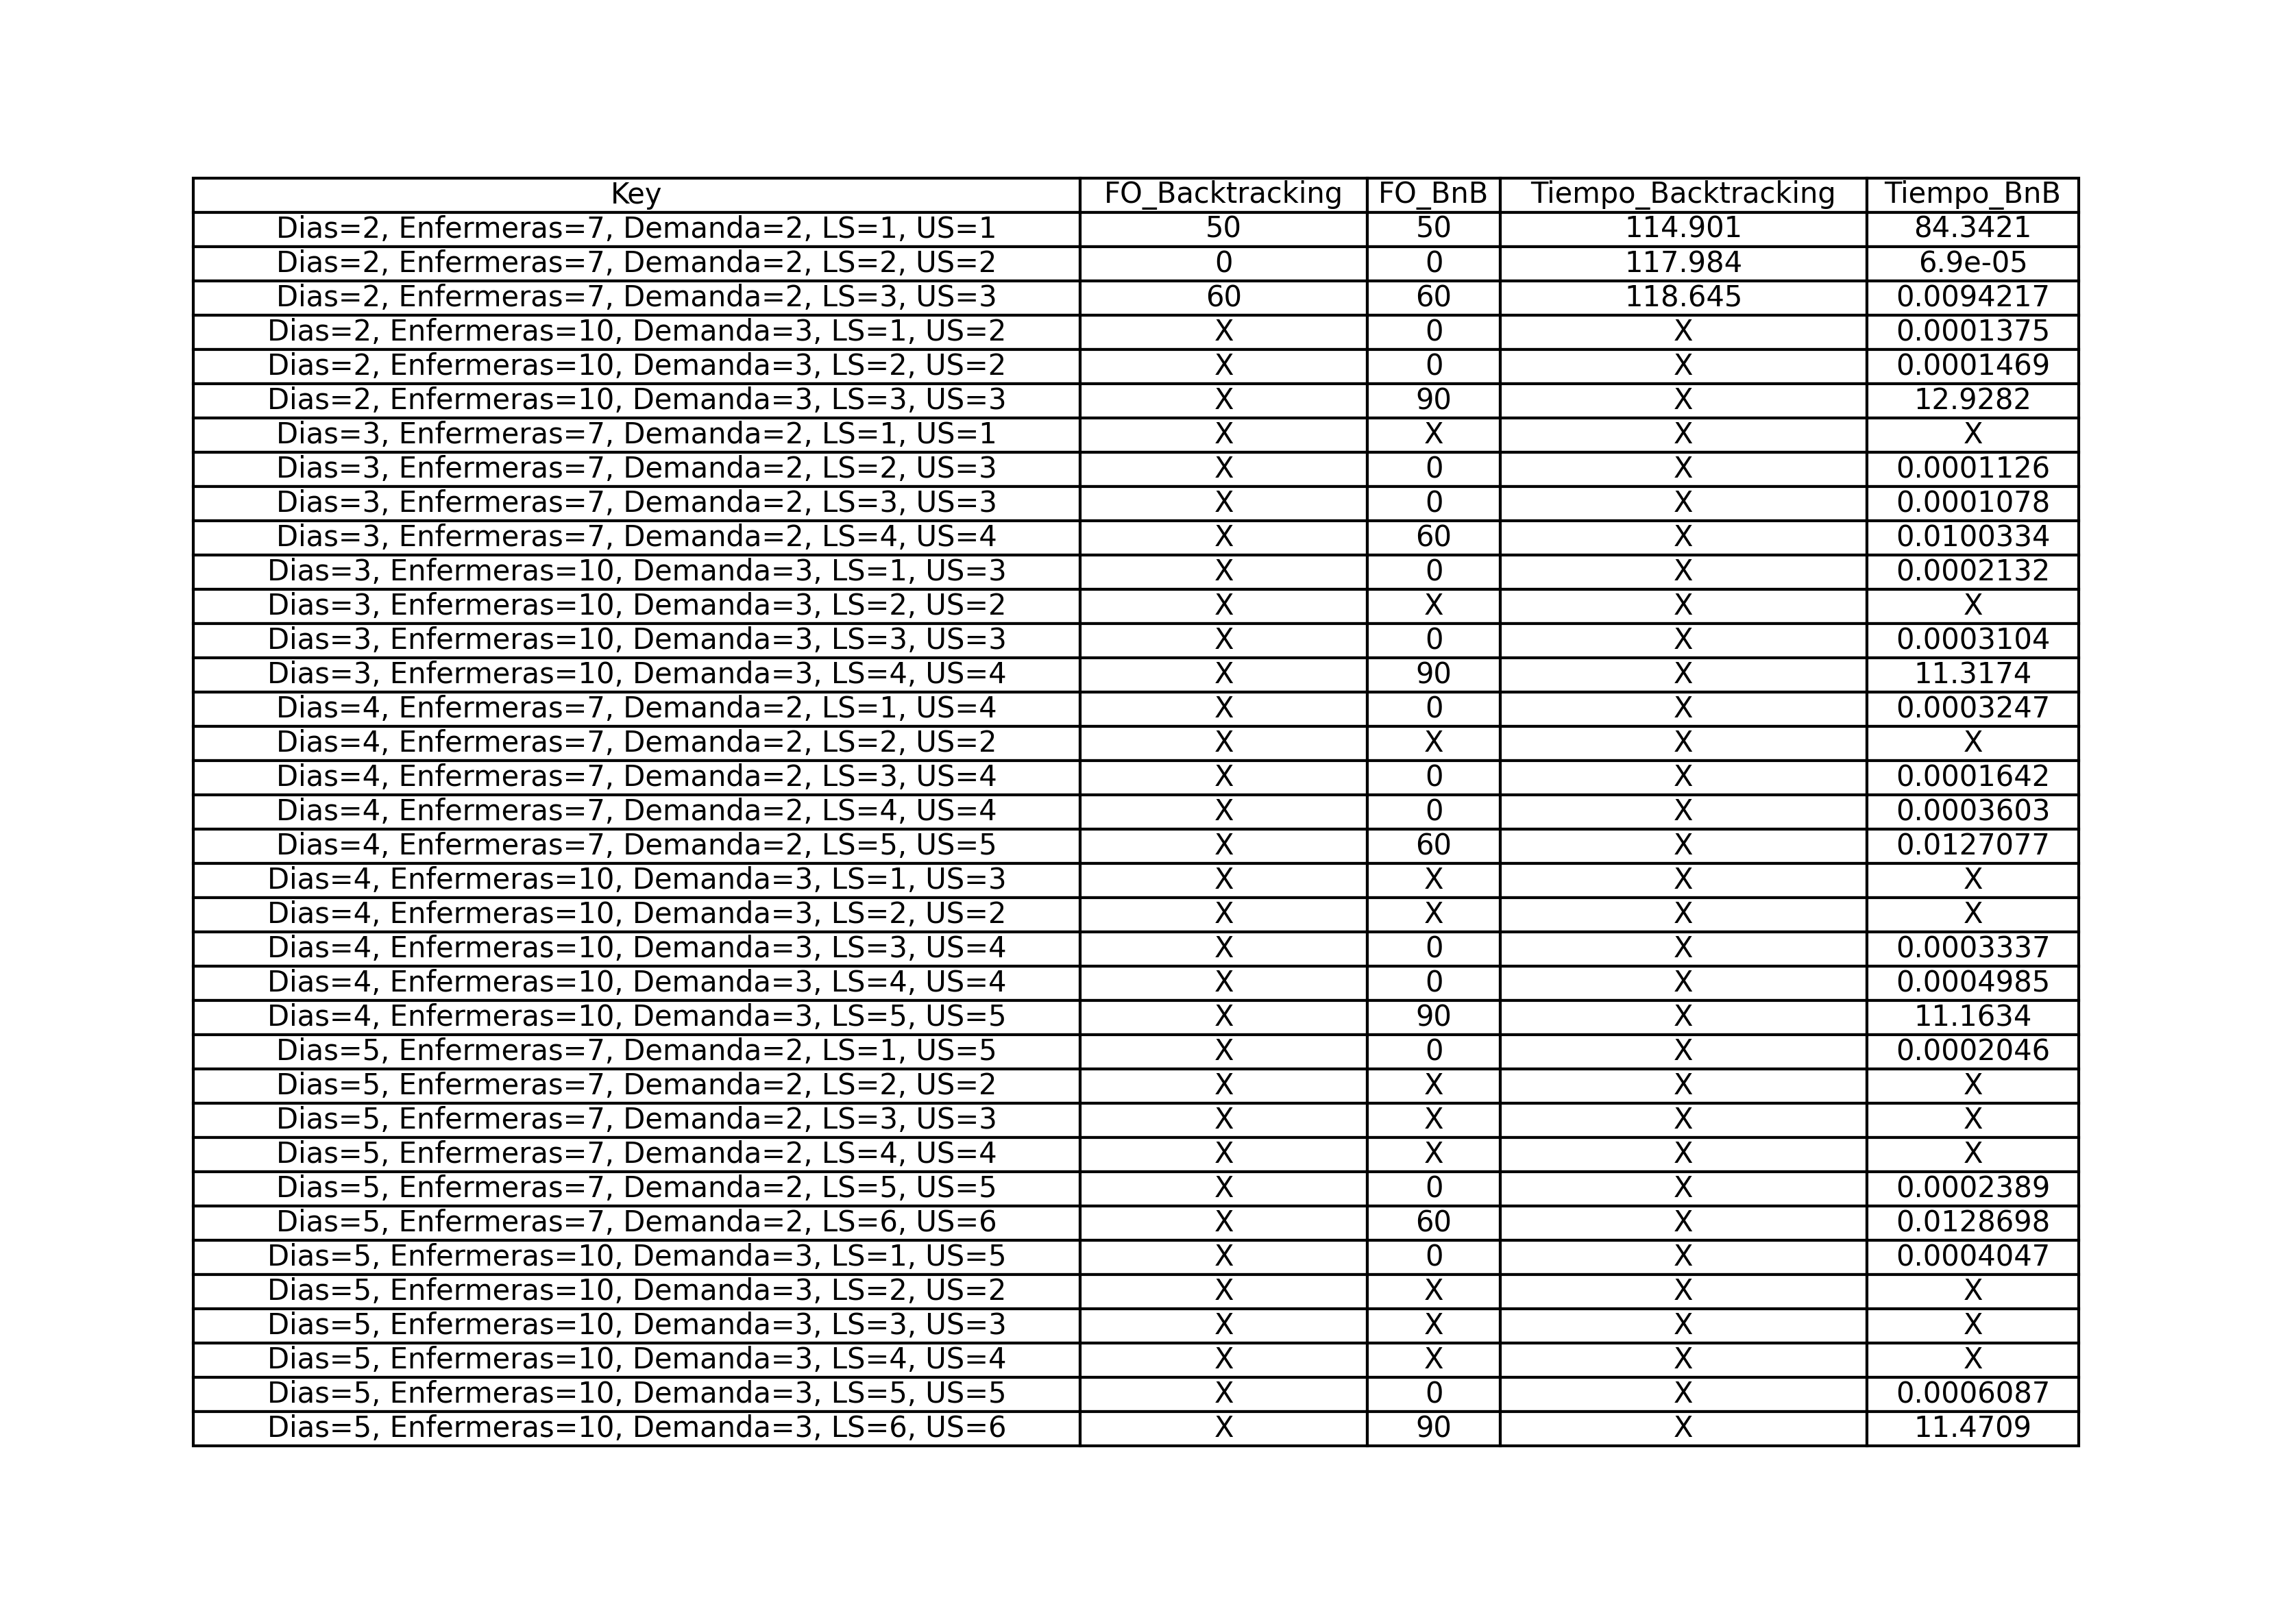 Key FO_Backtracking FO_BnB Tiempo_Backtracking Tiempo_BnB
Dias=2, Enfermeras=7, Demanda=2, LS=1, US=1 50 50 114.901 84.3421
Dias=2, Enfermeras=7, Demanda=2, LS=2, US=2 0 0 117.984 6.9e-05
Dias=2, Enfermeras=7, Demanda=2, LS=3, US=3 60 60 118.645 0.0094217
Dias=2, Enfermeras=10, Demanda=3, LS=1, US=2 X 0 X 0.0001375
Dias=2, Enfermeras=10, Demanda=3, LS=2, US=2 X 0 X 0.0001469
Dias=2, Enfermeras=10, Demanda=3, LS=3, US=3 X 90 X 12.9282
Dias=3, Enfermeras=7, Demanda=2, LS=1, US=1 X X X X
Dias=3, Enfermeras=7, Demanda=2, LS=2, US=3 X 0 X 0.0001126
Dias=3, Enfermeras=7, Demanda=2, LS=3, US=3 X 0 X 0.0001078
Dias=3, Enfermeras=7, Demanda=2, LS=4, US=4 X 60 X 0.0100334
Dias=3, Enfermeras=10, Demanda=3, LS=1, US=3 X 0 X 0.0002132
Dias=3, Enfermeras=10, Demanda=3, LS=2, US=2 X X X X
Dias=3, Enfermeras=10, Demanda=3, LS=3, US=3 X 0 X 0.0003104
Dias=3, Enfermeras=10, Demanda=3, LS=4, US=4 X 90 X 11.3174
Dias=4, Enfermeras=7, Demanda=2, LS=1, US=4 X 0 X 0.0003247
Dias=4, Enfermeras=7, Demanda=2, LS=2, US=2 X X X X
Dias=4, Enfermeras=7, Demanda=2, LS=3, US=4 X 0 X 0.0001642
Dias=4, Enfermeras=7, Demanda=2, LS=4, US=4 X 0 X 0.0003603
Dias=4, Enfermeras=7, Demanda=2, LS=5, US=5 X 60 X 0.0127077
Dias=4, Enfermeras=10, Demanda=3, LS=1, US=3 X X X X
Dias=4, Enfermeras=10, Demanda=3, LS=2, US=2 X X X X
Dias=4, Enfermeras=10, Demanda=3, LS=3, US=4 X 0 X 0.0003337
Dias=4, Enfermeras=10, Demanda=3, LS=4, US=4 X 0 X 0.0004985
Dias=4, Enfermeras=10, Demanda=3, LS=5, US=5 X 90 X 11.1634
Dias=5, Enfermeras=7, Demanda=2, LS=1, US=5 X 0 X 0.0002046
Dias=5, Enfermeras=7, Demanda=2, LS=2, US=2 X X X X
Dias=5, Enfermeras=7, Demanda=2, LS=3, US=3 X X X X
Dias=5, Enfermeras=7, Demanda=2, LS=4, US=4 X X X X
Dias=5, Enfermeras=7, Demanda=2, LS=5, US=5 X 0 X 0.0002389
Dias=5, Enfermeras=7, Demanda=2, LS=6, US=6 X 60 X 0.0128698
Dias=5, Enfermeras=10, Demanda=3, LS=1, US=5 X 0 X 0.0004047
Dias=5, Enfermeras=10, Demanda=3, LS=2, US=2 X X X X
Dias=5, Enfermeras=10, Demanda=3, LS=3, US=3 X X X X
Dias=5, Enfermeras=10, Demanda=3, LS=4, US=4 X X X X
Dias=5, Enfermeras=10, Demanda=3, LS=5, US=5 X 0 X 0.0006087
Dias=5, Enfermeras=10, Demanda=3, LS=6, US=6 X 90 X 11.4709